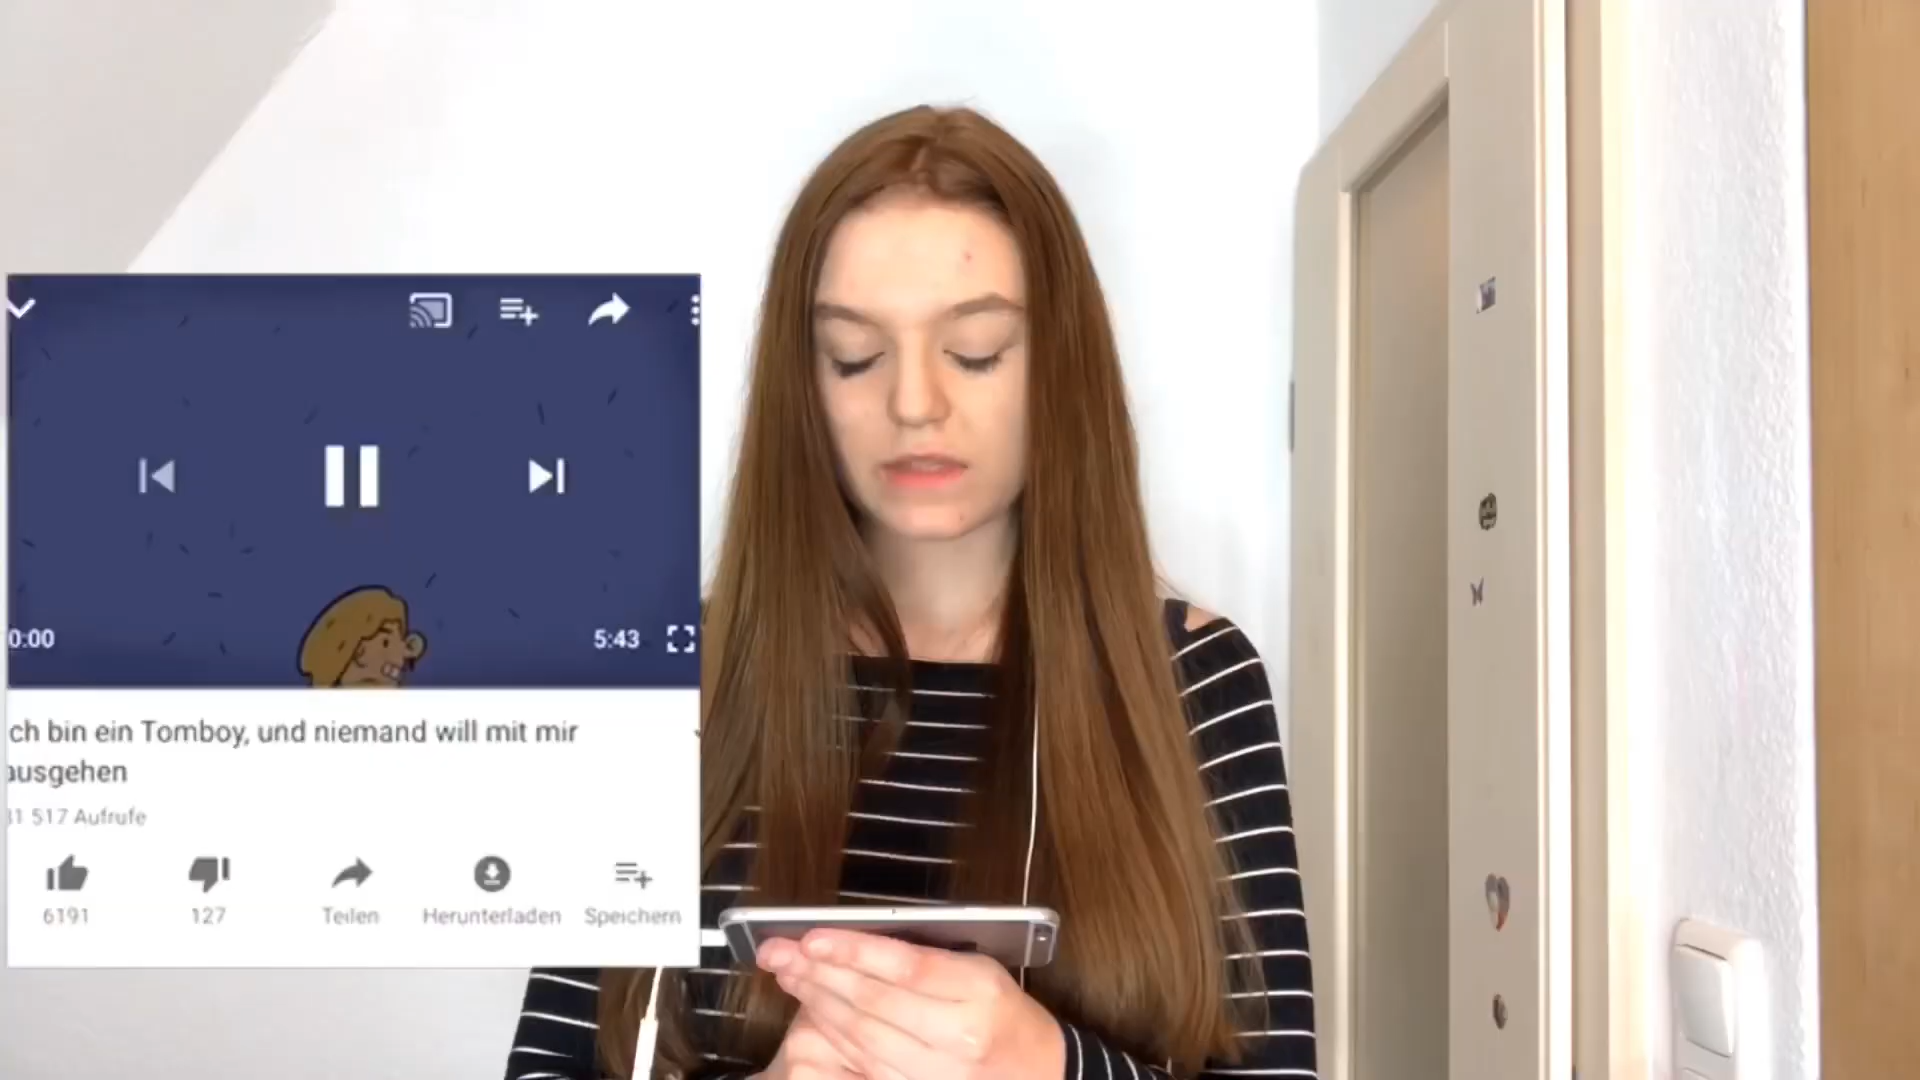 0:00
5:43
ch bin ein Tomboy, und niemand will mit mir
ausgehen
1 517 Aufrufe
6191
127
Teilen
Herunterladen
Speichern